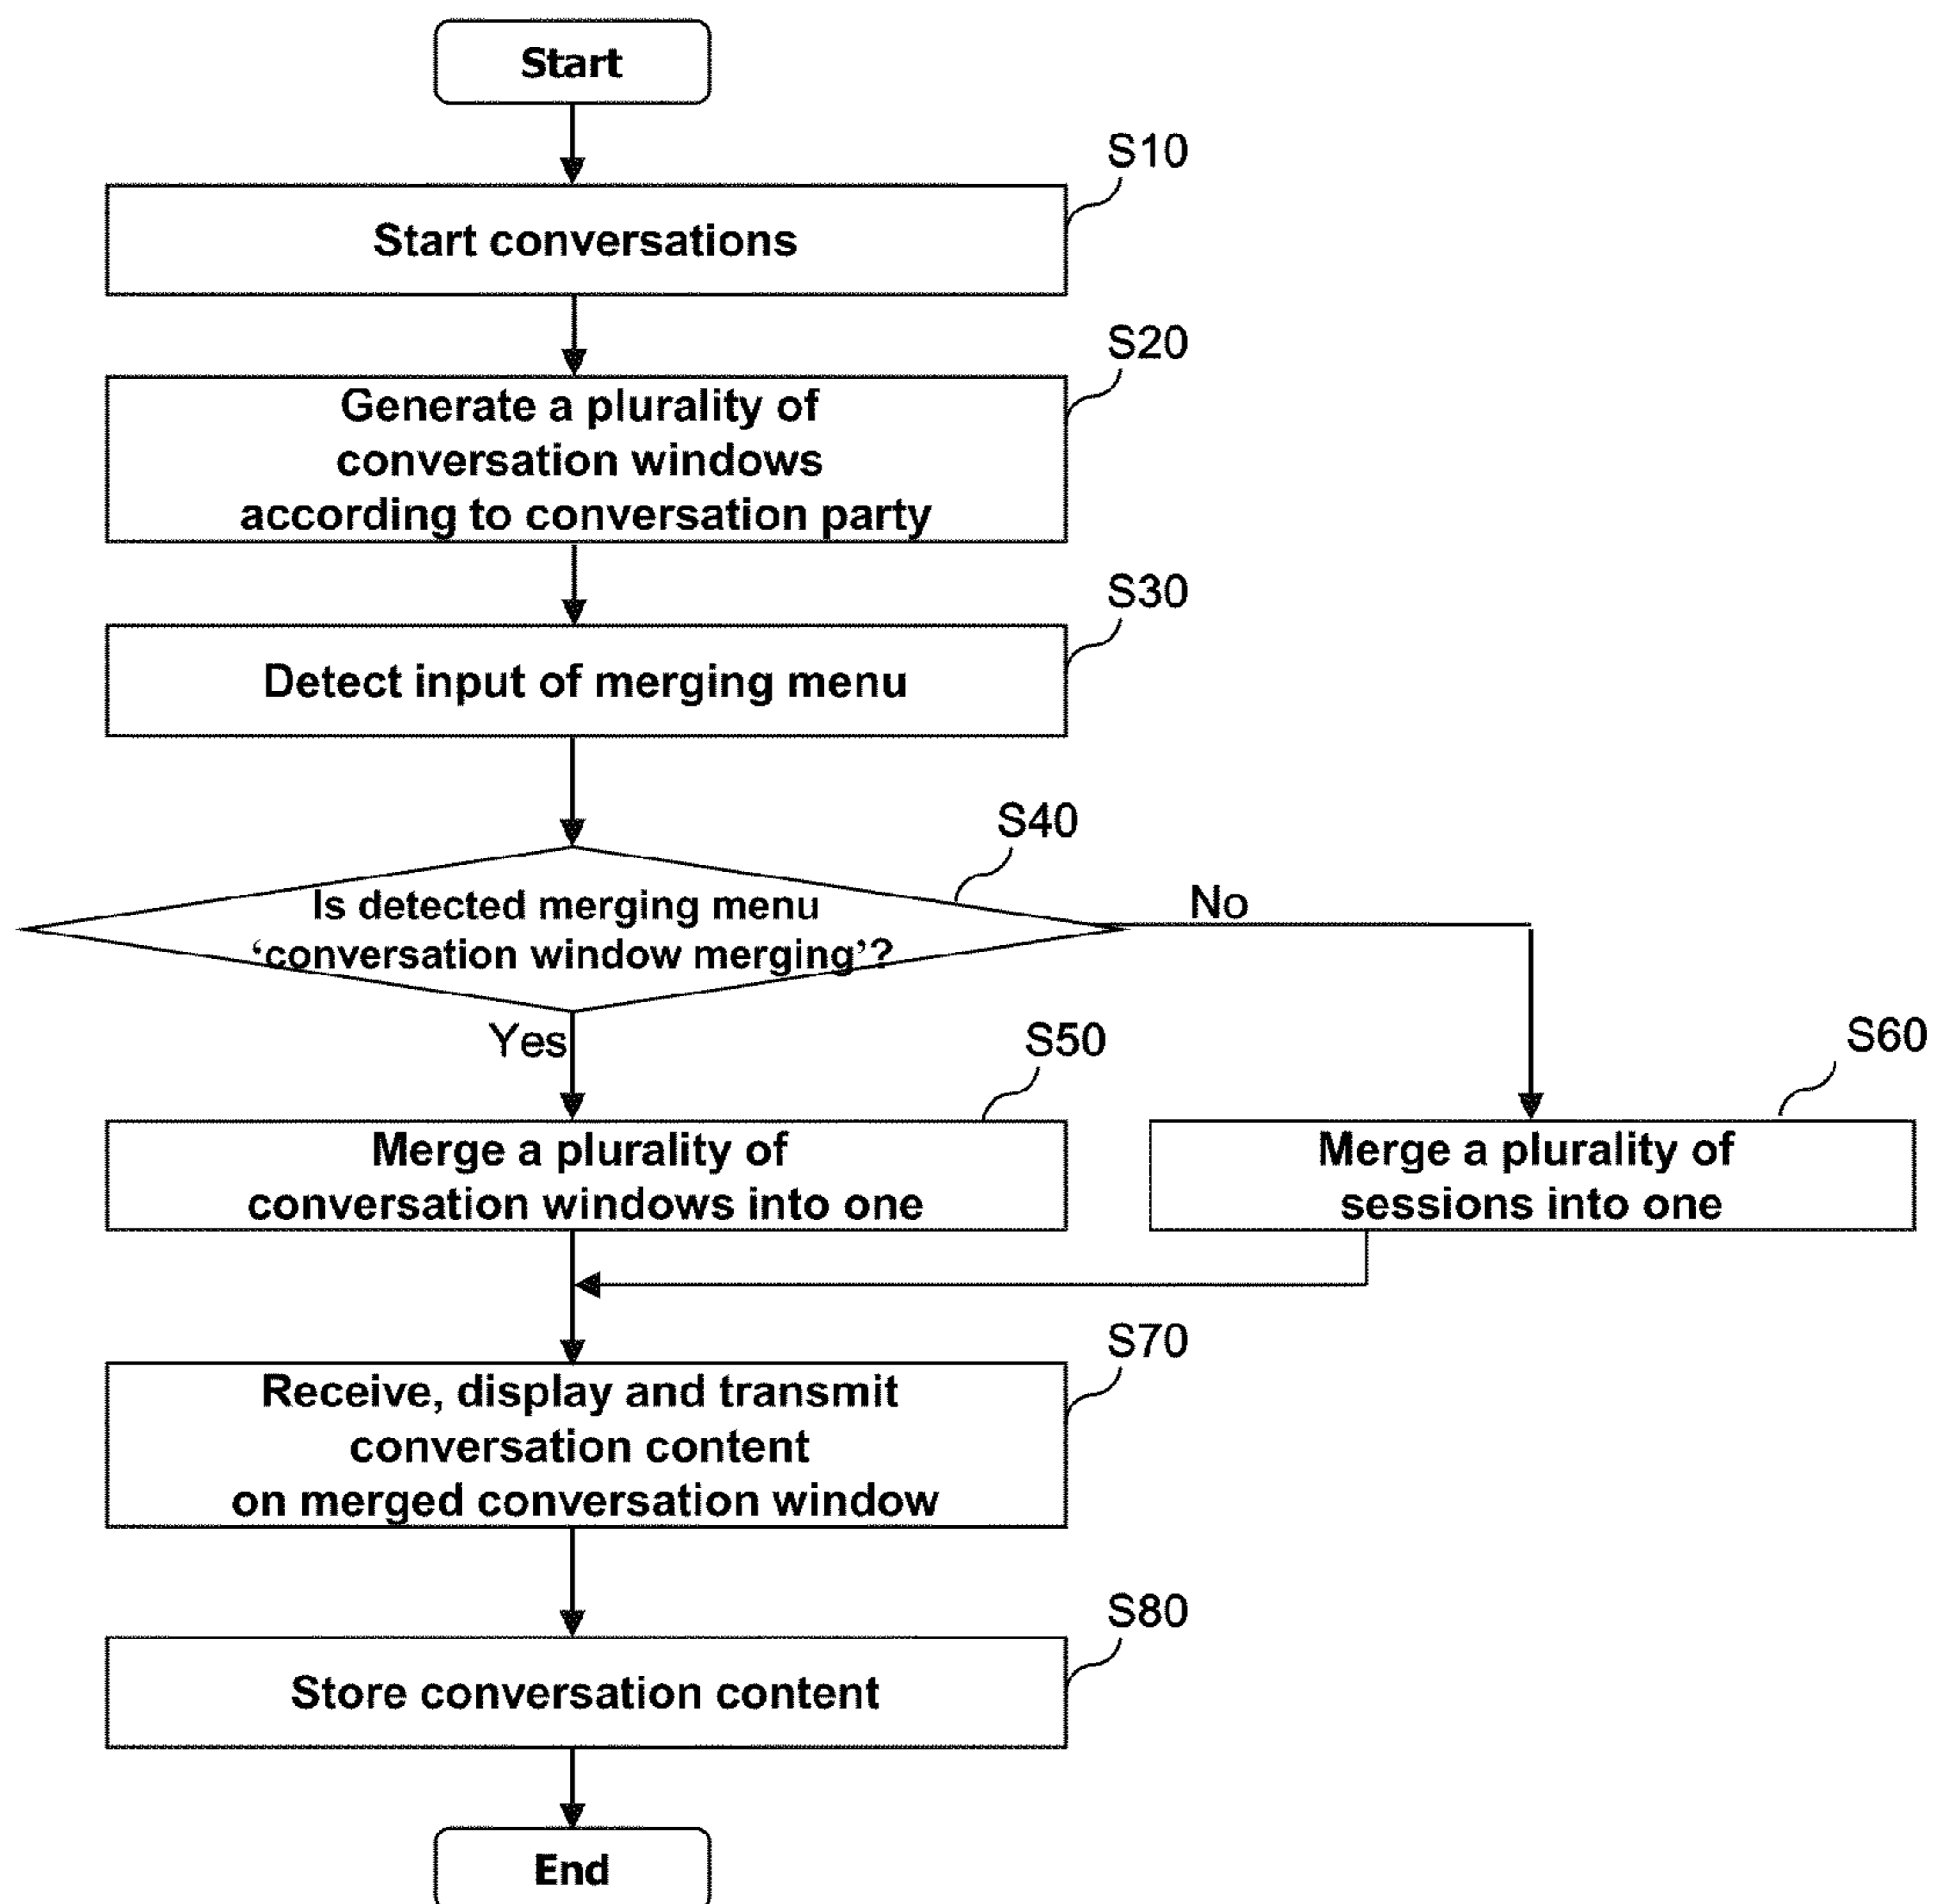 Start
S10
Start conversations
S20
Generate a plurality of
conversation windows
according to conversation party
S30
Detect input of merging menu
S40
Is detected merging menu
‘conversation window merging’?
No
Yes
S50
Merge a plurality of
conversation windows into one
S60
Merge a plurality of
sessions into one
S70
Receive, display and transmit
conversation content
on merged conversation window
S80
Store conversation content
End